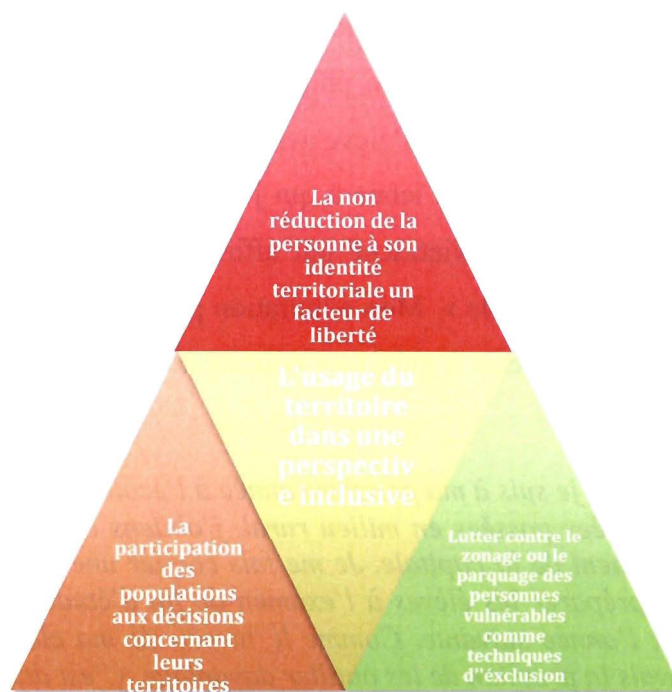 La non
réduction de la
personne à son
identité
territoriale un
facteur de
liberté
L'usage du
territoire
dans une
perspectiv
e inclusive
La
participation
des
populations
aux décisions
concernant
leurs
territoires
Lutter contre le
zonage ou le
parquage des
personnes
vulnérables
comme
techniques
d"éxclusion